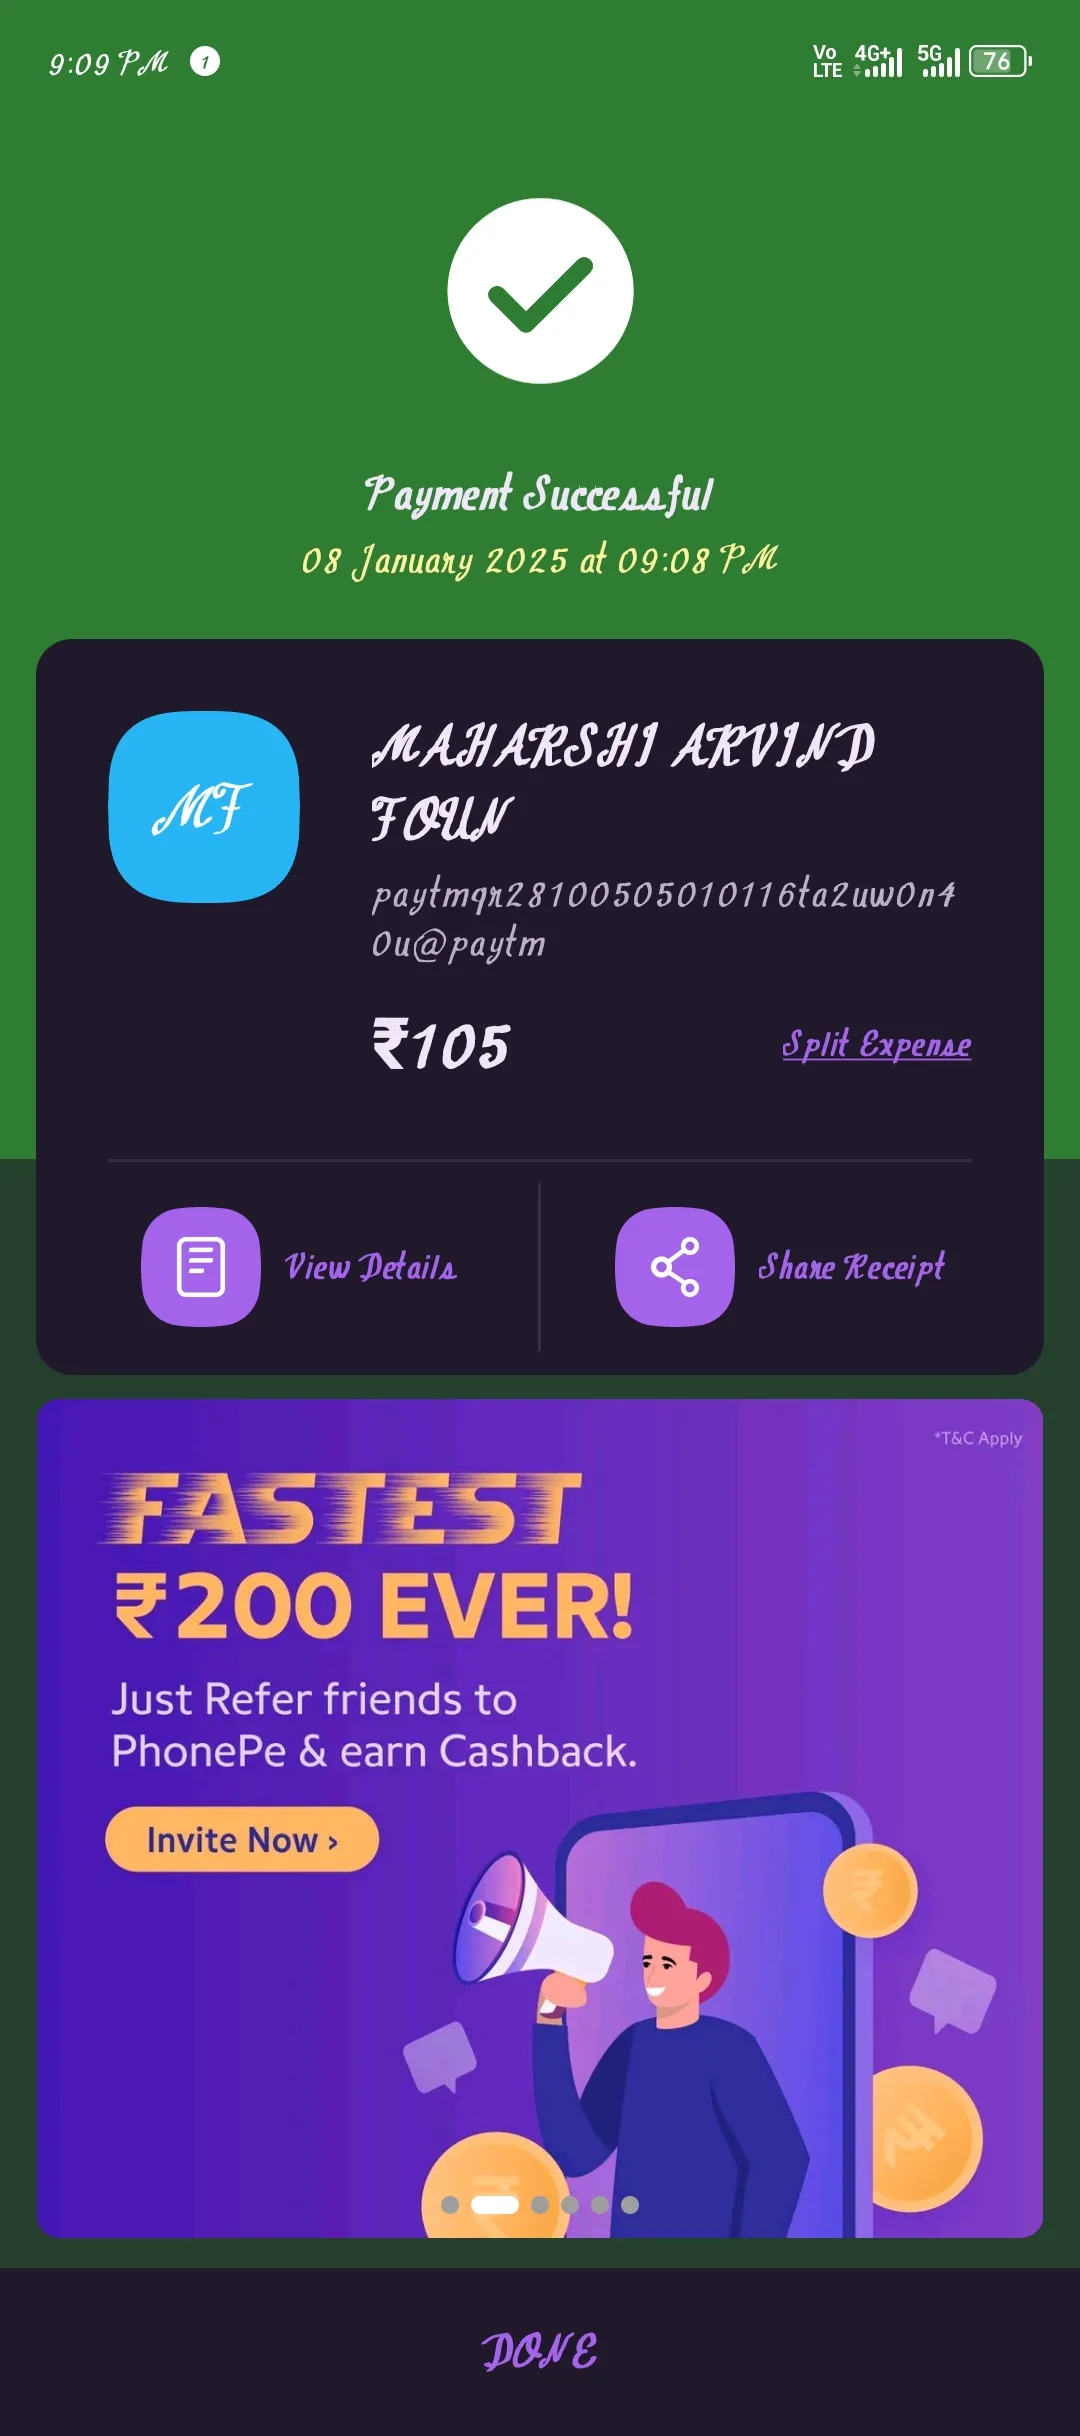 9:09 PM 1 Vo LTE 4G+ 5G 76
Payment Successful
08 January 2025 at 09:08 PM
MF
MAHARSHI ARVIND
FOUN
paytmqr28100505010116ta2uw0n4
0u@paytm
₹105
Split Expense
View Details
Share Receipt
*T&C Apply
FASTEST
₹200 EVER!
Just Refer friends to
PhonePe & earn Cashback.
Invite Now ›
DONE